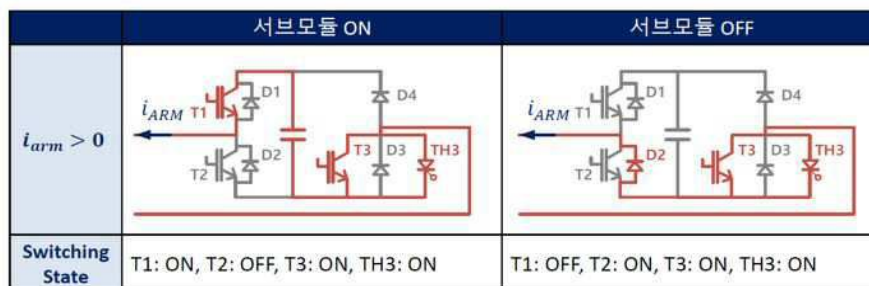 서브모듈 ON
서브모듈 OFF
i_arm > 0
i_ARM
T1
D1
T2
D2
T3
D3
D4
TH3
i_ARM
T1
D1
T2
D2
T3
D3
D4
TH3
Switching State
T1: ON, T2: OFF, T3: ON, TH3: ON
T1: OFF, T2: ON, T3: ON, TH3: ON